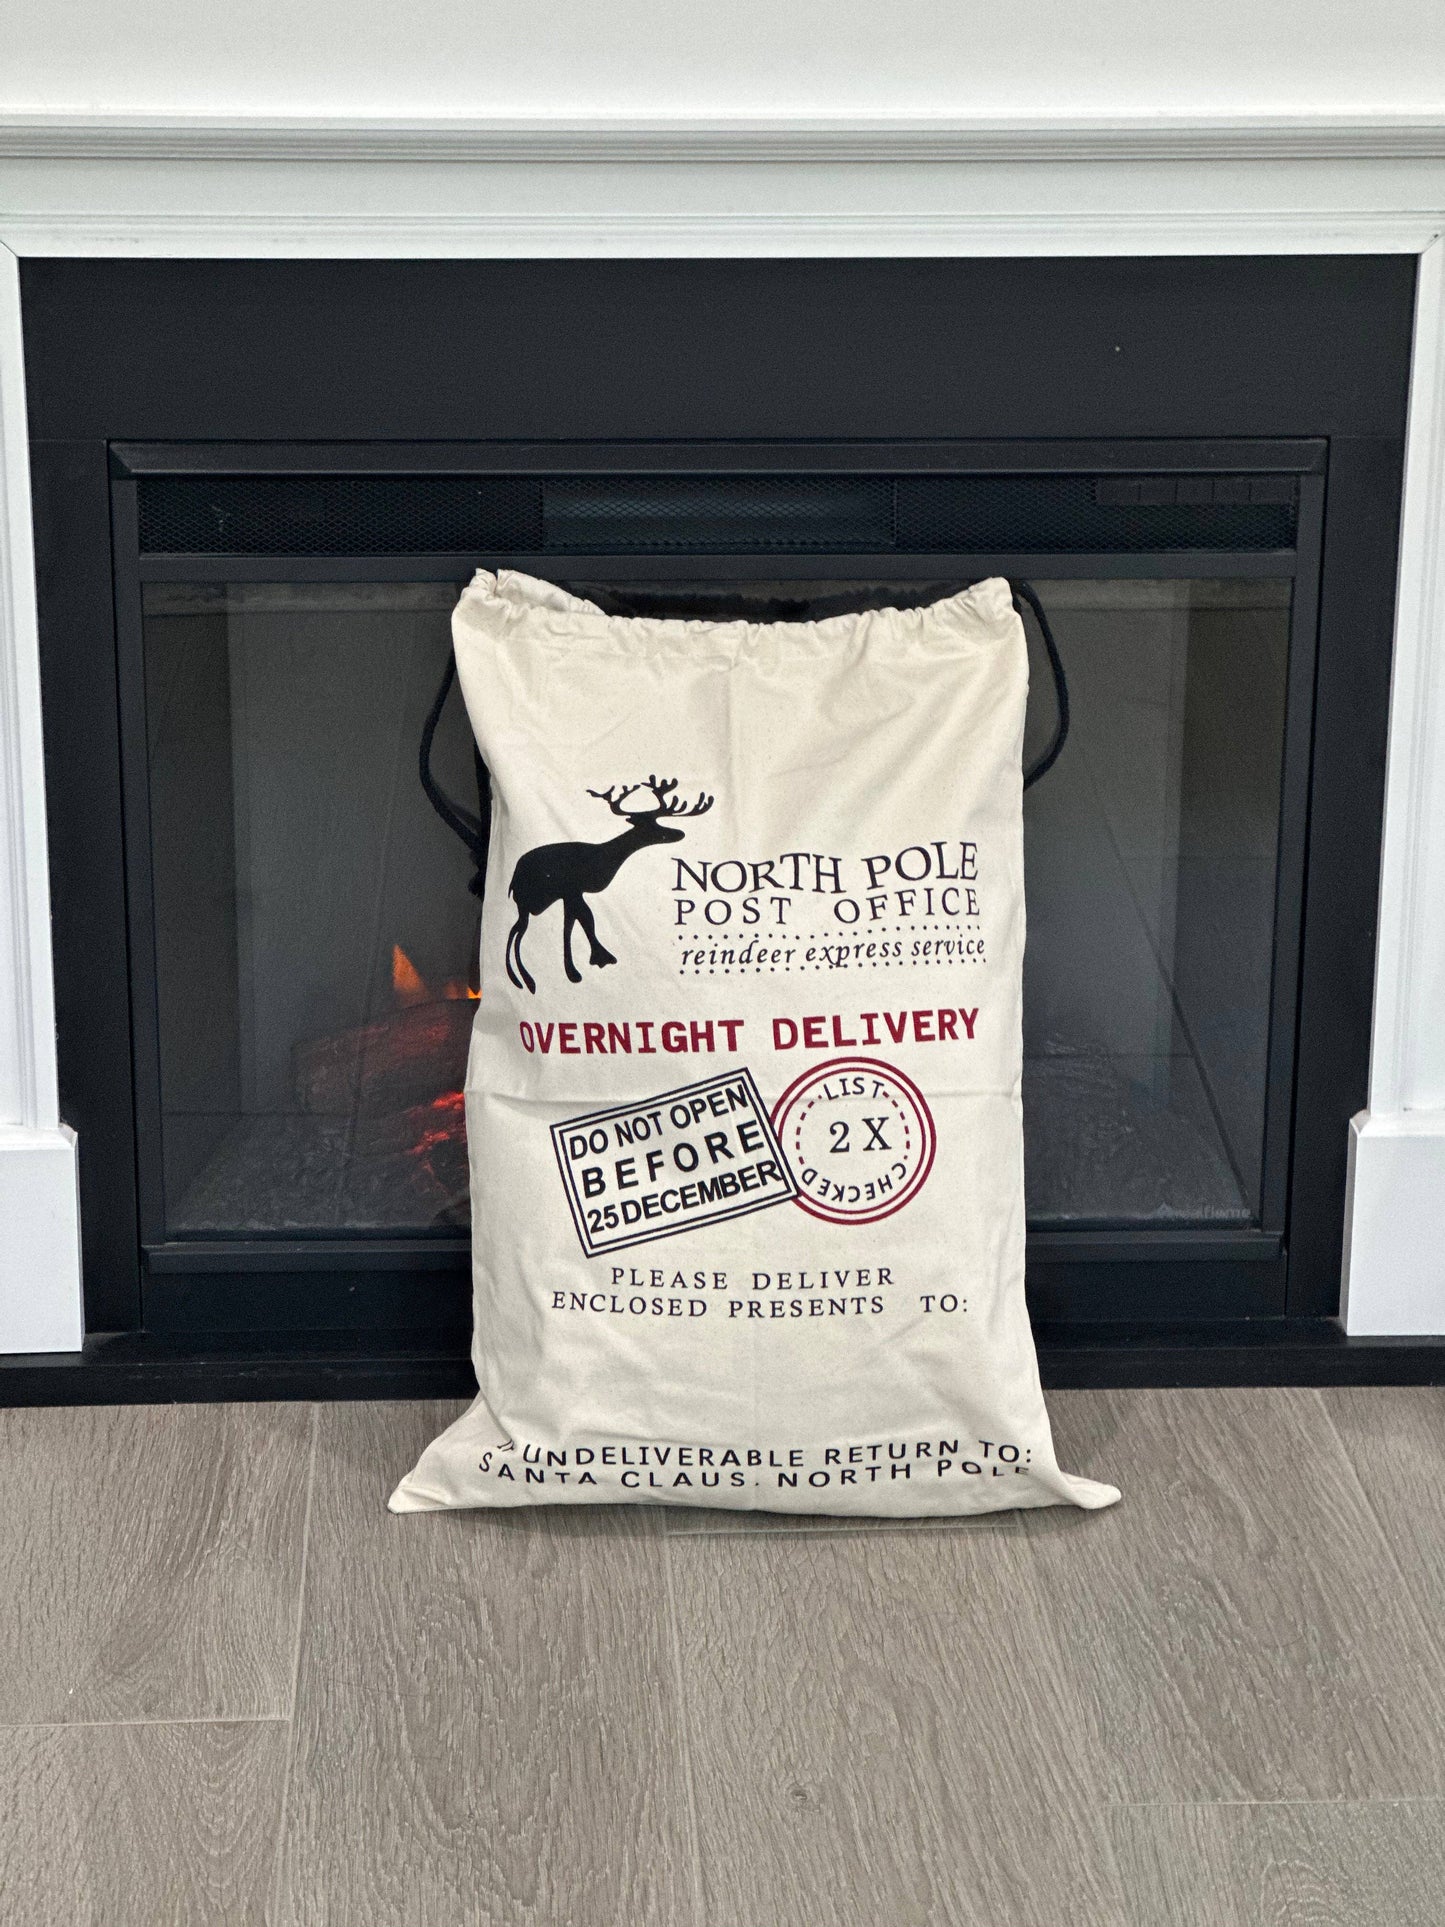 NORTH POLE
POST OFFICE
reindeer express service
OVERNIGHT DELIVERY
DO NOT OPEN
BEFORE
25 DECEMBER
LIST
2 X
CHECKED
PLEASE DELIVER
ENCLOSED PRESENTS TO:
UNDELIVERABLE RETURN TO:
SANTA CLAUS. NORTH POLE
realflame